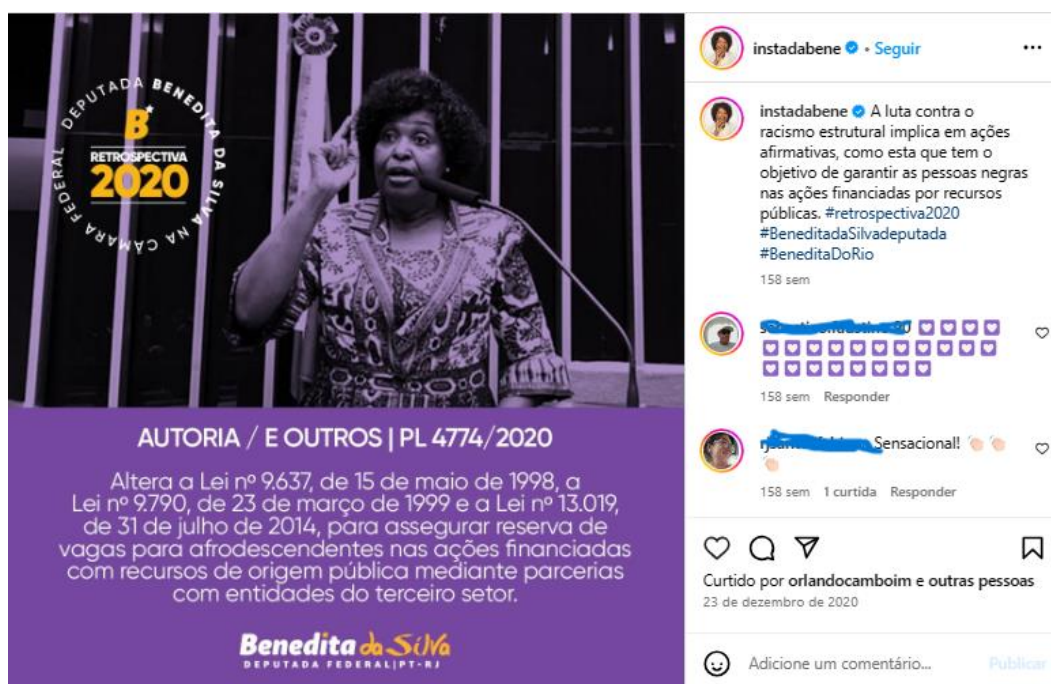 DEPUTADA BENEDITA DA SILVA NA CÂMARA FEDERAL
B
RETROSPECTIVA
2020
AUTORIA / E OUTROS | PL 4774/2020
Altera a Lei nº 9.637, de 15 de maio de 1998, a
Lei nº 9.790, de 23 de março de 1999 e a Lei nº 13.019,
de 31 de julho de 2014, para assegurar reserva de
vagas para afrodescendentes nas ações financiadas
com recursos de origem pública mediante parcerias
com entidades do terceiro setor.
Benedita da Silva
DEPUTADA FEDERAL|PT-RJ
instadabene • Seguir
instadabene A luta contra o
racismo estrutural implica em ações
afirmativas, como esta que tem o
objetivo de garantir as pessoas negras
nas ações financiadas por recursos
públicas. #retrospectiva2020
#BeneditadaSilvadeputada
#BeneditaDoRio
158 sem
158 sem Responder
Sensacional! 👏🏻👏🏻
👏🏻
158 sem 1 curtida Responder
Curtido por orlandocamboim e outras pessoas
23 de dezembro de 2020
Adicione um comentário...
Publicar